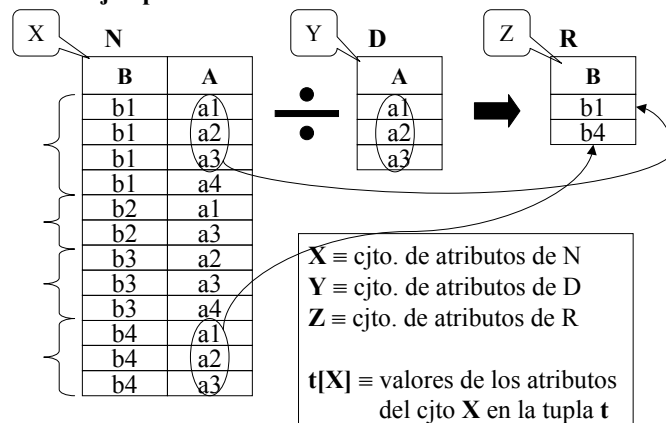 X N Y D Z R
B A A B
b1 a1 a1 b1
b1 a2 a2 b4
b1 a3 a3
b1 a4
b2 a1
b2 a3
b3 a2
b3 a3
b3 a4
b4 a1
b4 a2
b4 a3
X ≡ cjto. de atributos de N
Y ≡ cjto. de atributos de D
Z ≡ cjto. de atributos de R
t[X] ≡ valores de los atributos
del cjto X en la tupla t